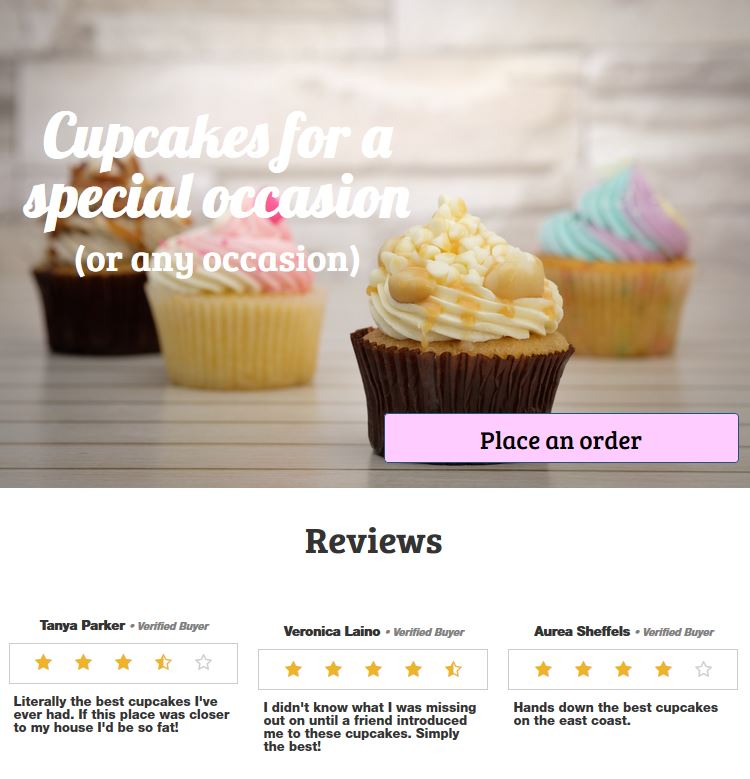 Cupcakes for a
special occasion
(or any occasion)
Place an order
Reviews
Tanya Parker • Verified Buyer
Literally the best cupcakes I've
ever had. If this place was closer
to my house I'd be so fat!
Veronica Laino • Verified Buyer
I didn't know what I was missing
out on until a friend introduced
me to these cupcakes. Simply
the best!
Aurea Sheffels • Verified Buyer
Hands down the best cupcakes
on the east coast.